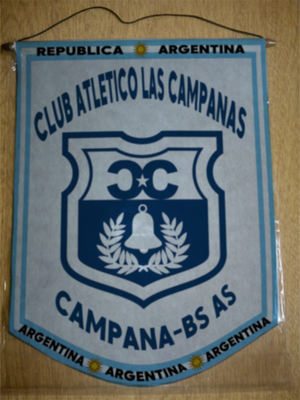 REPUBLICA ARGENTINA
CLUB ATLETICO LAS CAMPANAS
CAMPANA-BS AS
ARGENTINA ARGENTINA ARGENTINA